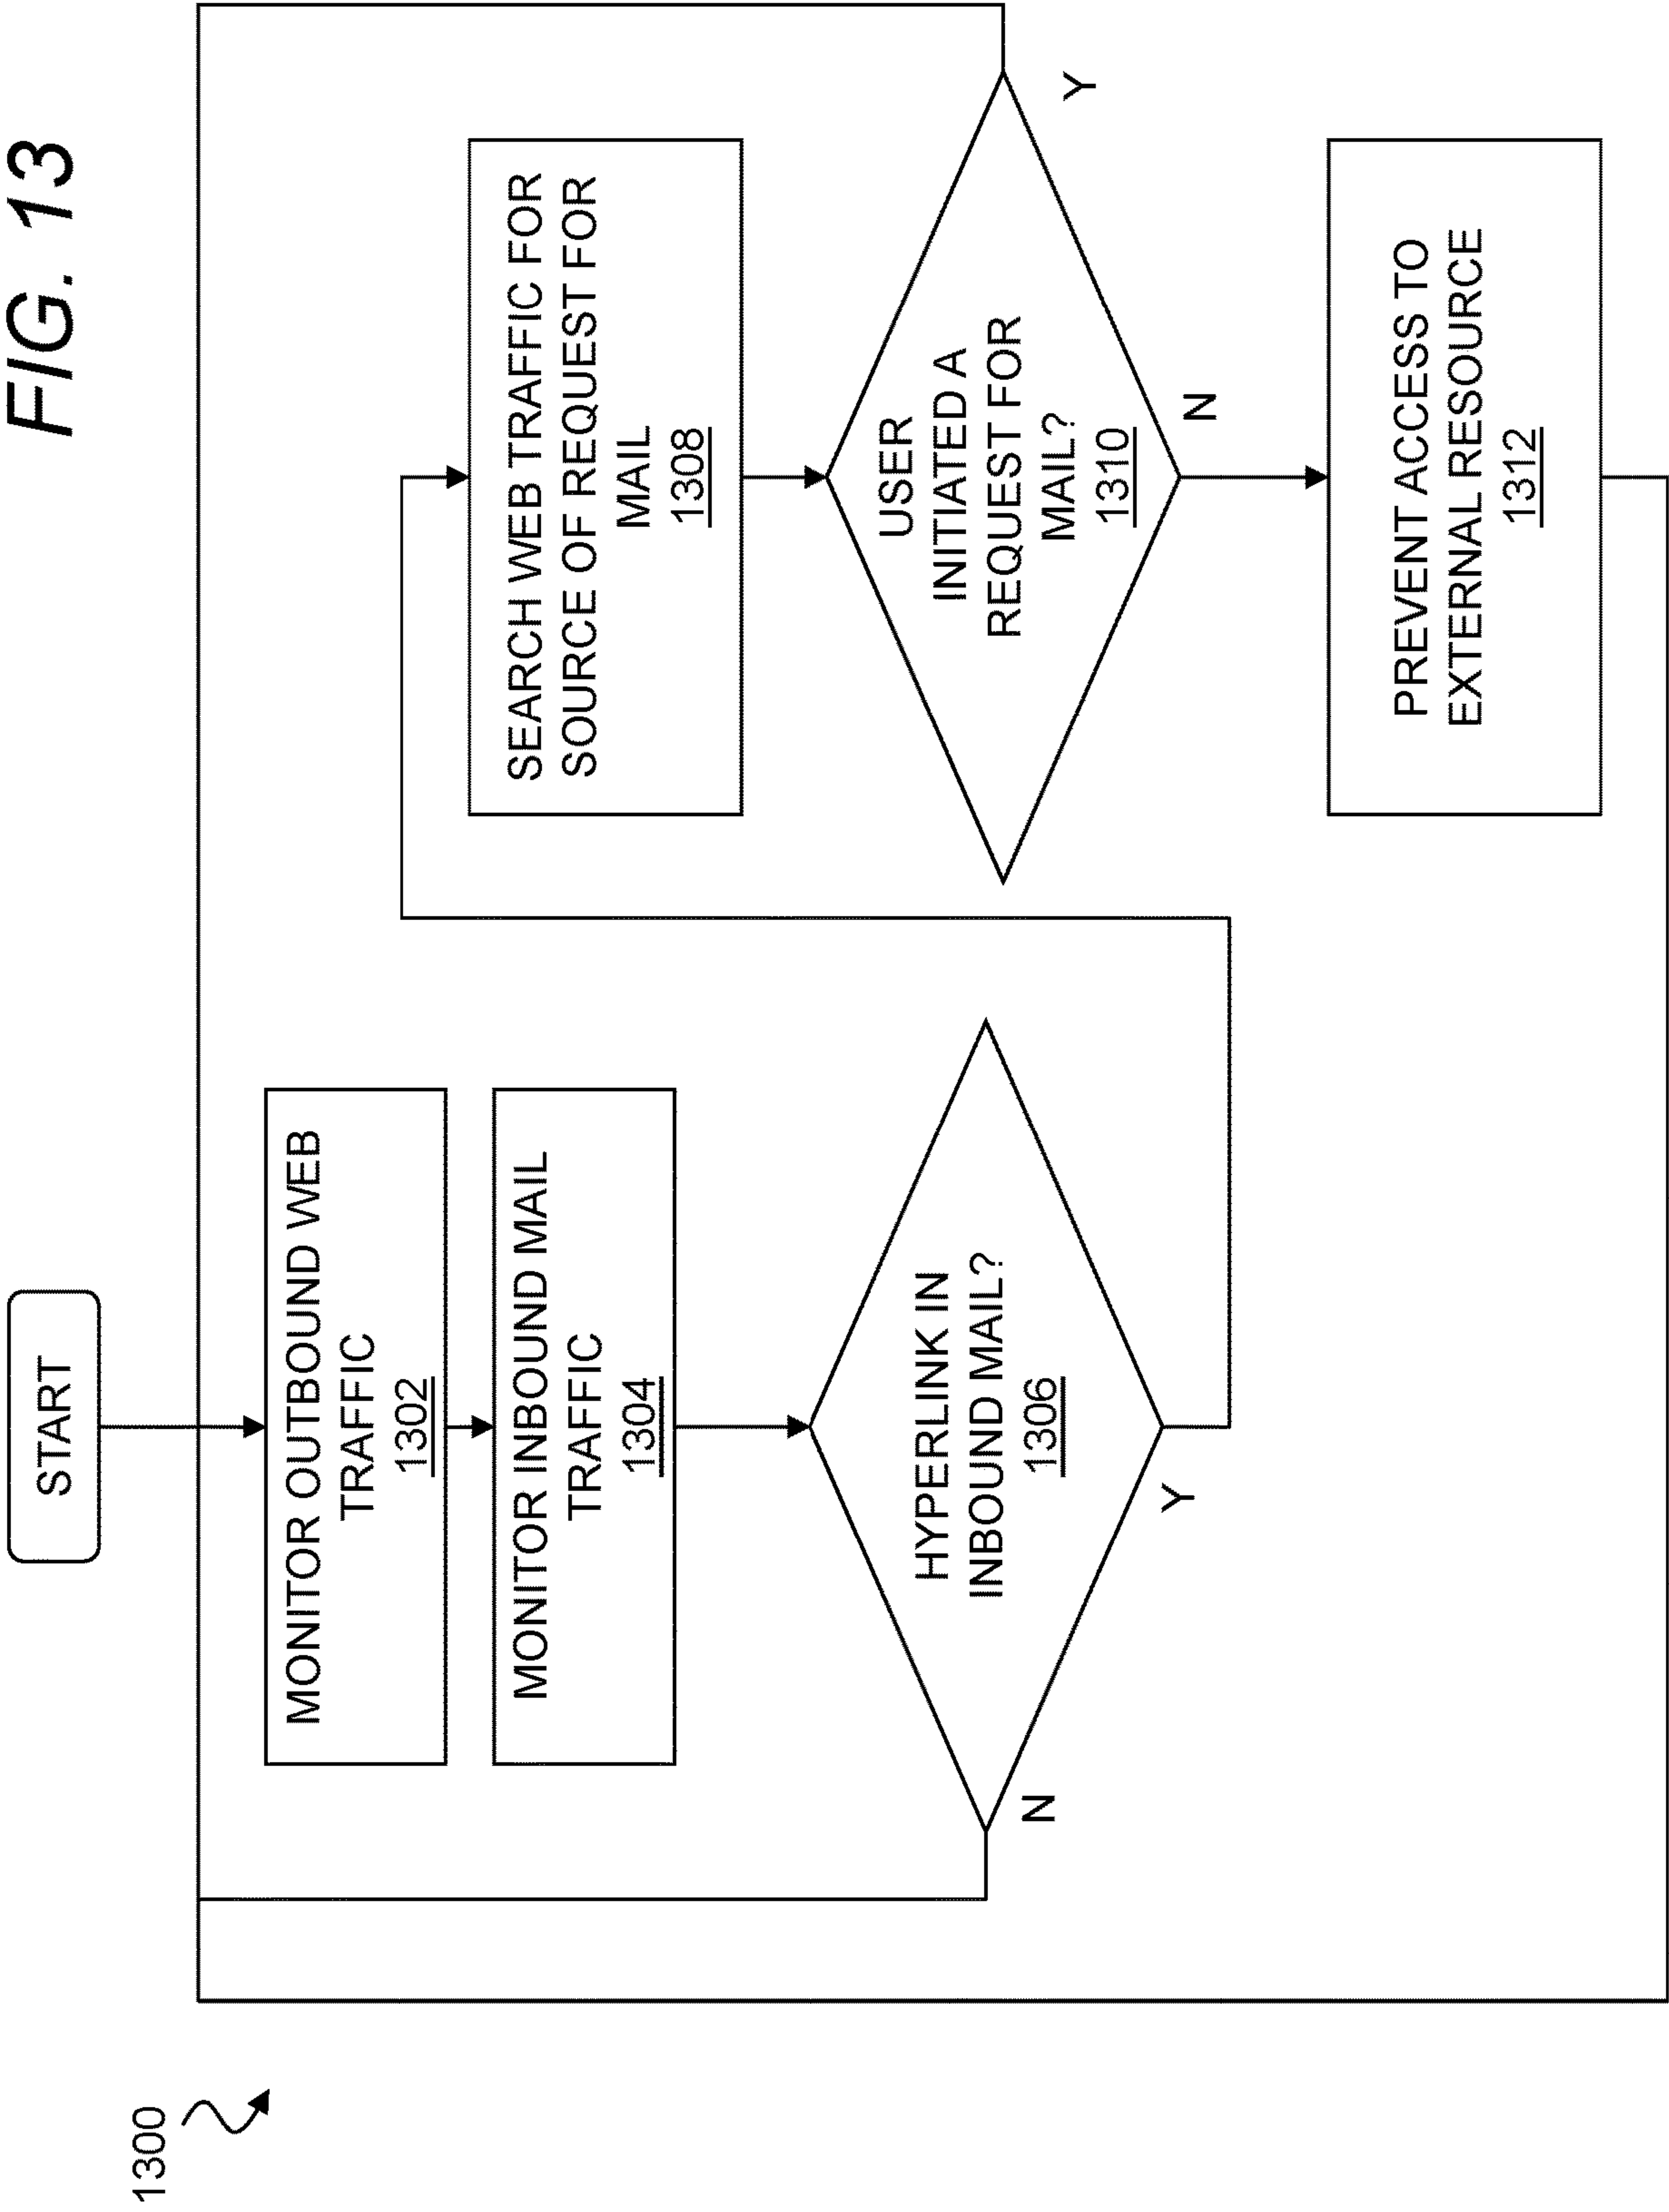 FIG. 13
1300
START
MONITOR OUTBOUND WEB
TRAFFIC
1302
MONITOR INBOUND MAIL
TRAFFIC
1304
HYPERLINK IN
INBOUND MAIL?
1306
N
Y
SEARCH WEB TRAFFIC FOR
SOURCE OF REQUEST FOR
MAIL
1308
USER
INITIATED A
REQUEST FOR
MAIL?
1310
Y
N
PREVENT ACCESS TO
EXTERNAL RESOURCE
1312